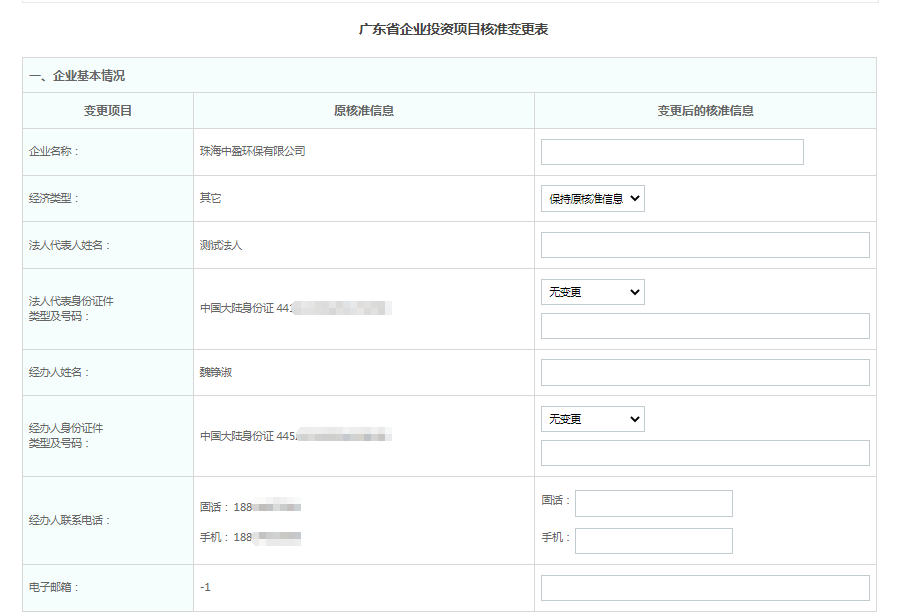 广东省企业投资项目核准变更表
一、企业基本情况
变更项目 原核准信息 变更后的核准信息
企业名称： 珠海中盈环保有限公司
经济类型： 其它 保持原核准信息
法人代表人姓名： 测试法人
法人代表身份证件
类型及号码：
中国大陆身份证 441
无变更
经办人姓名： 魏铮淑
经办人身份证件
类型及号码：
中国大陆身份证 445
无变更
经办人联系电话：
固话：188
手机：188
固话：
手机：
电子邮箱： -1